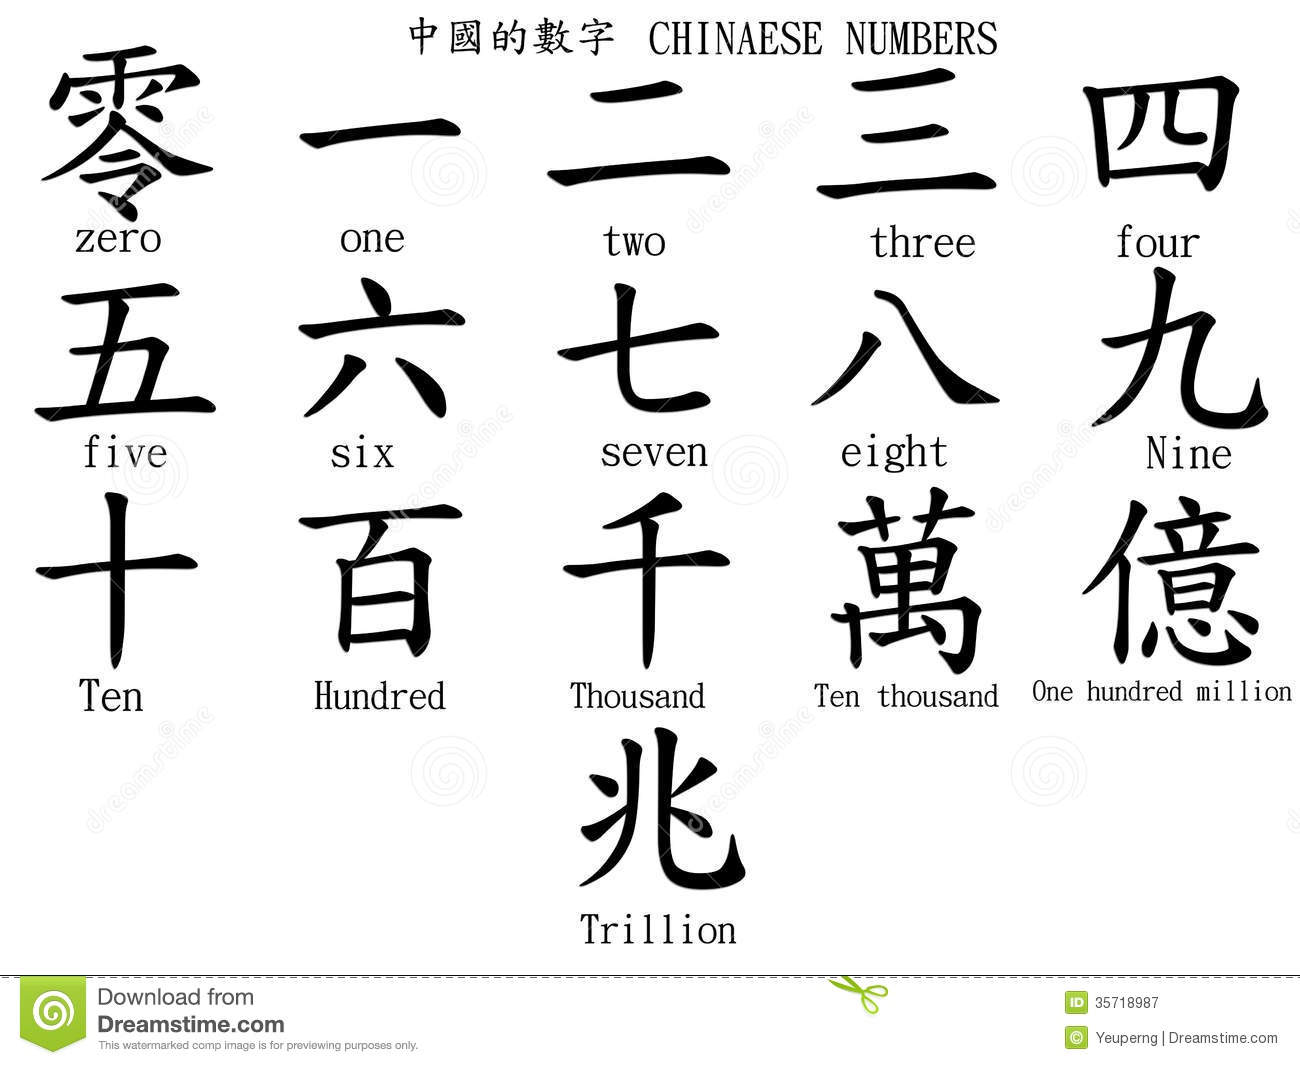 中國的數字 CHINAESE NUMBERS
零 一 二 三 四
zero one two three four
五 六 七 八 九
five six seven eight Nine
十 百 千 萬 億
Ten Hundred Thousand Ten thousand One hundred million
兆
Trillion
Download from
Dreamstime.com
This watermarked comp image is for previewing purposes only.
ID 35718987
© Yeuperng | Dreamstime.com